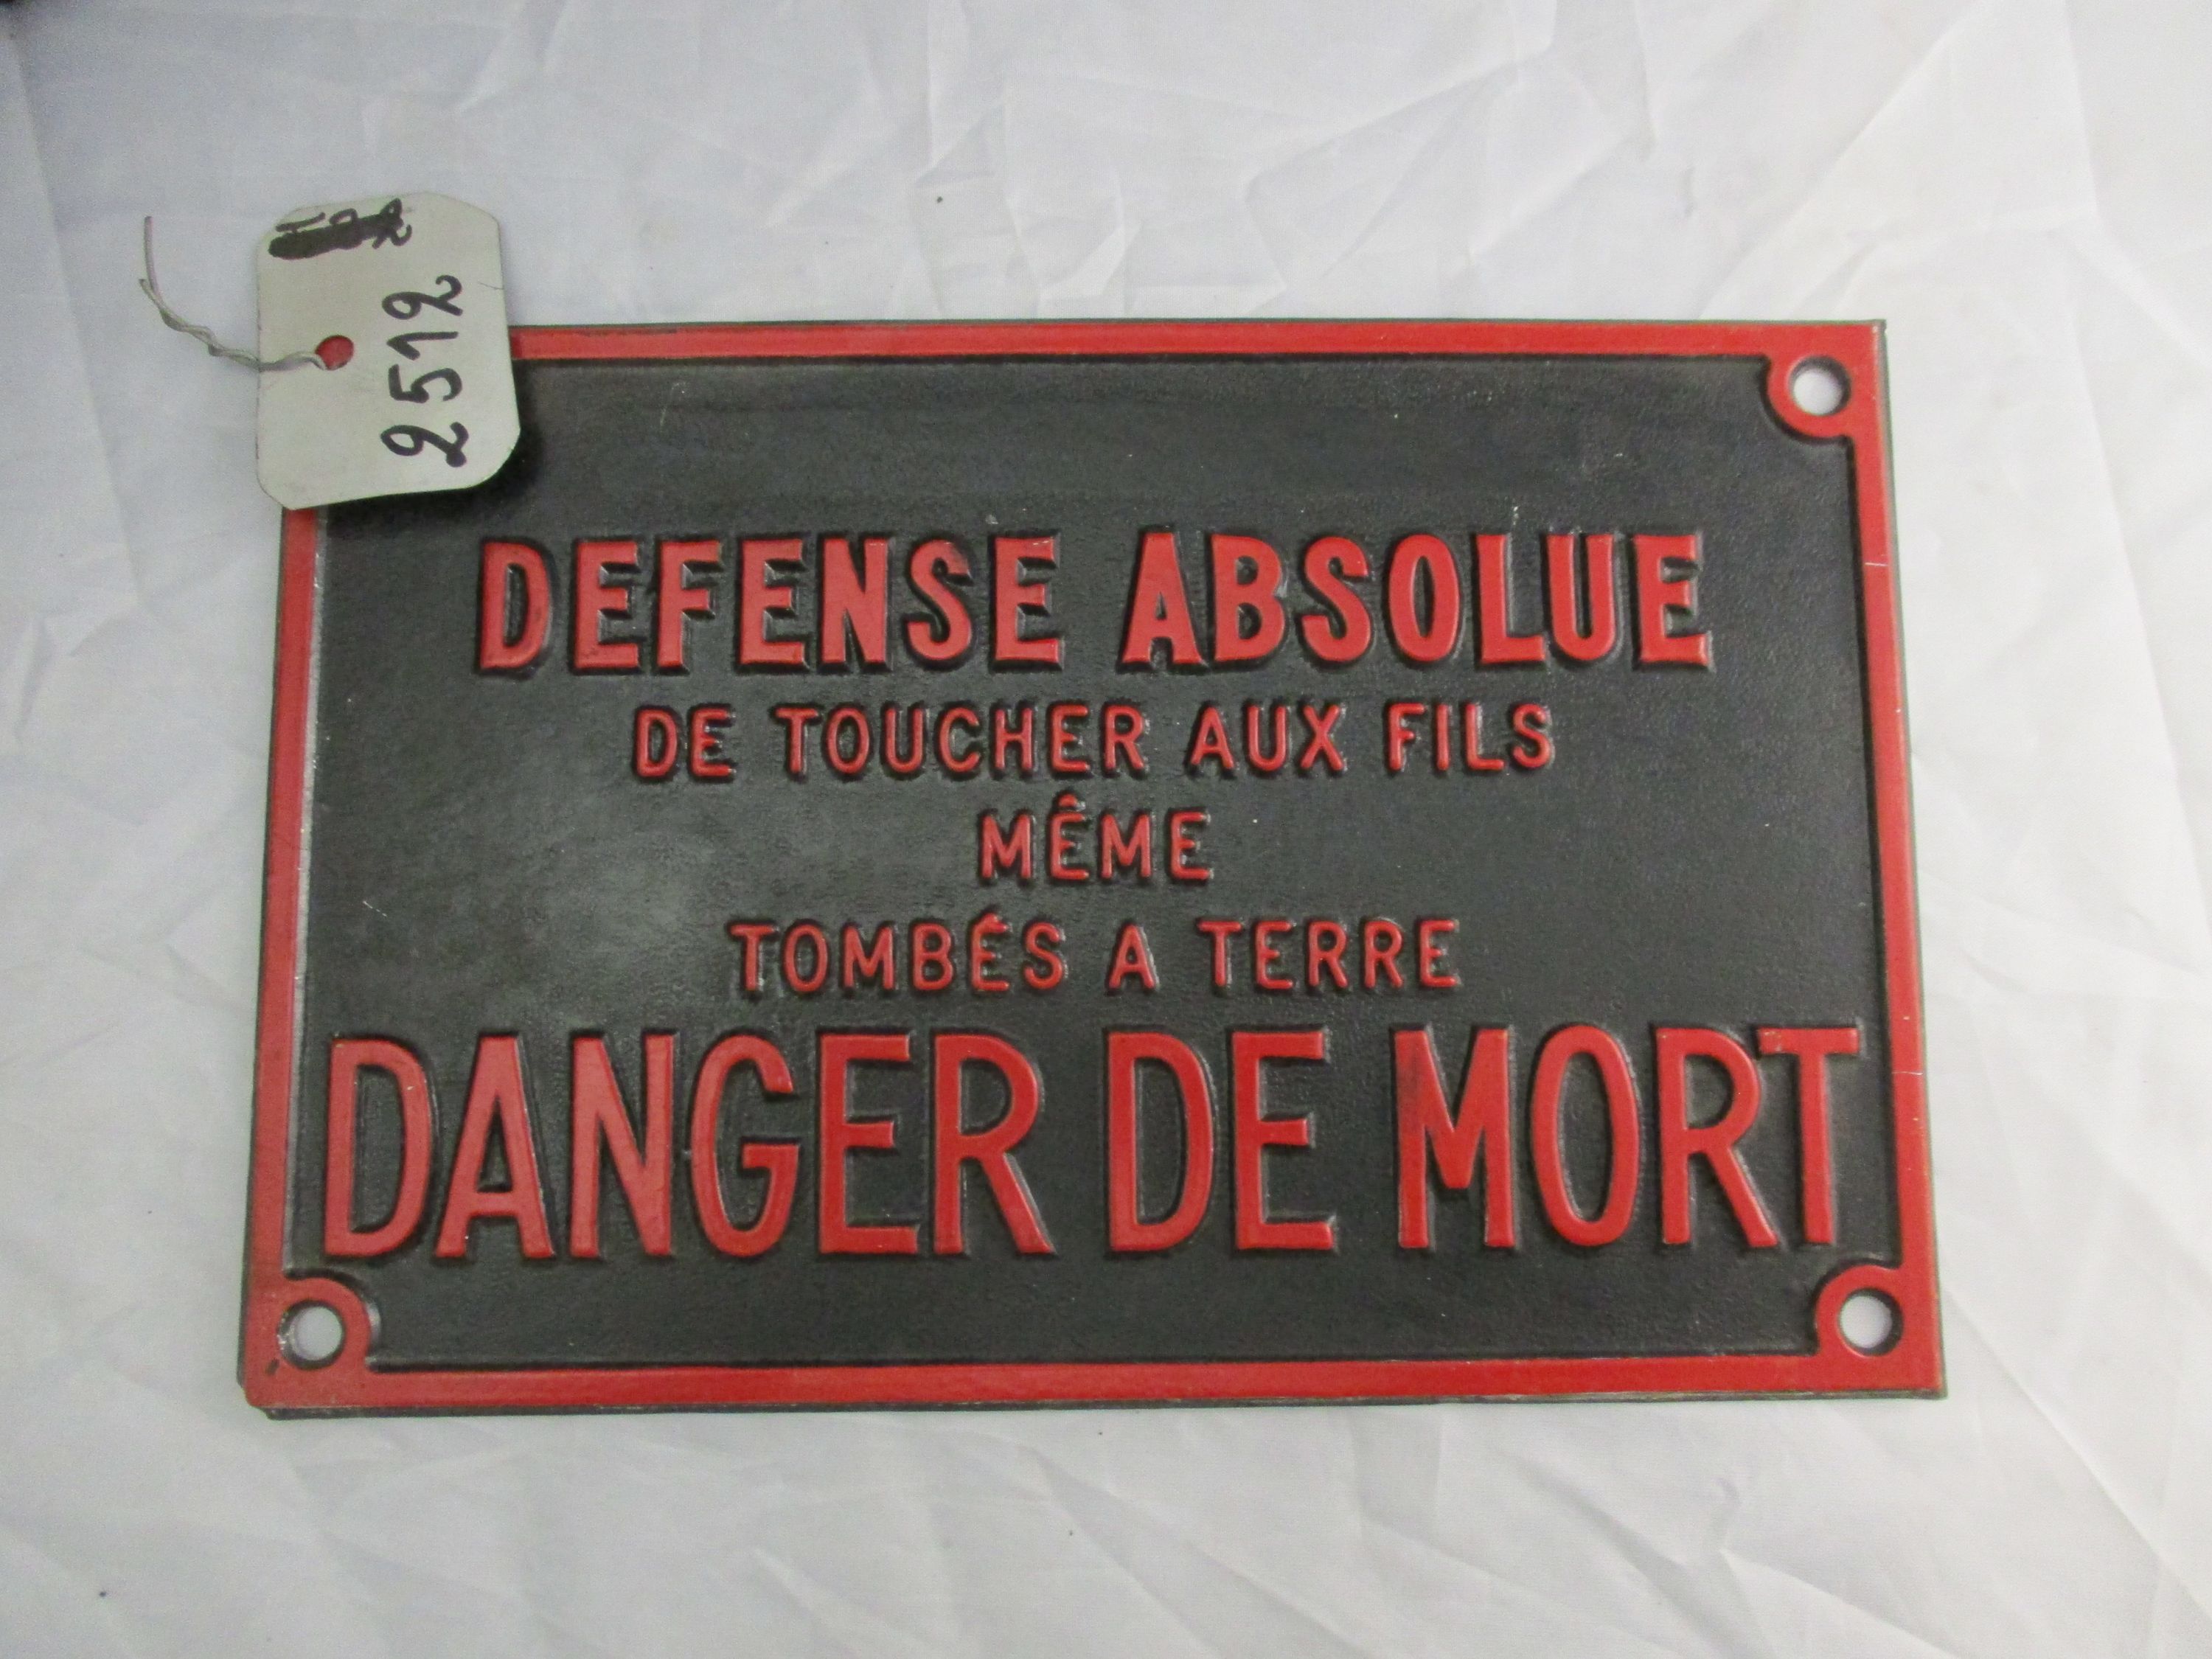 2512
DEFENSE ABSOLUE
DE TOUCHER AUX FILS
MÊME
TOMBÉS A TERRE
DANGER DE MORT